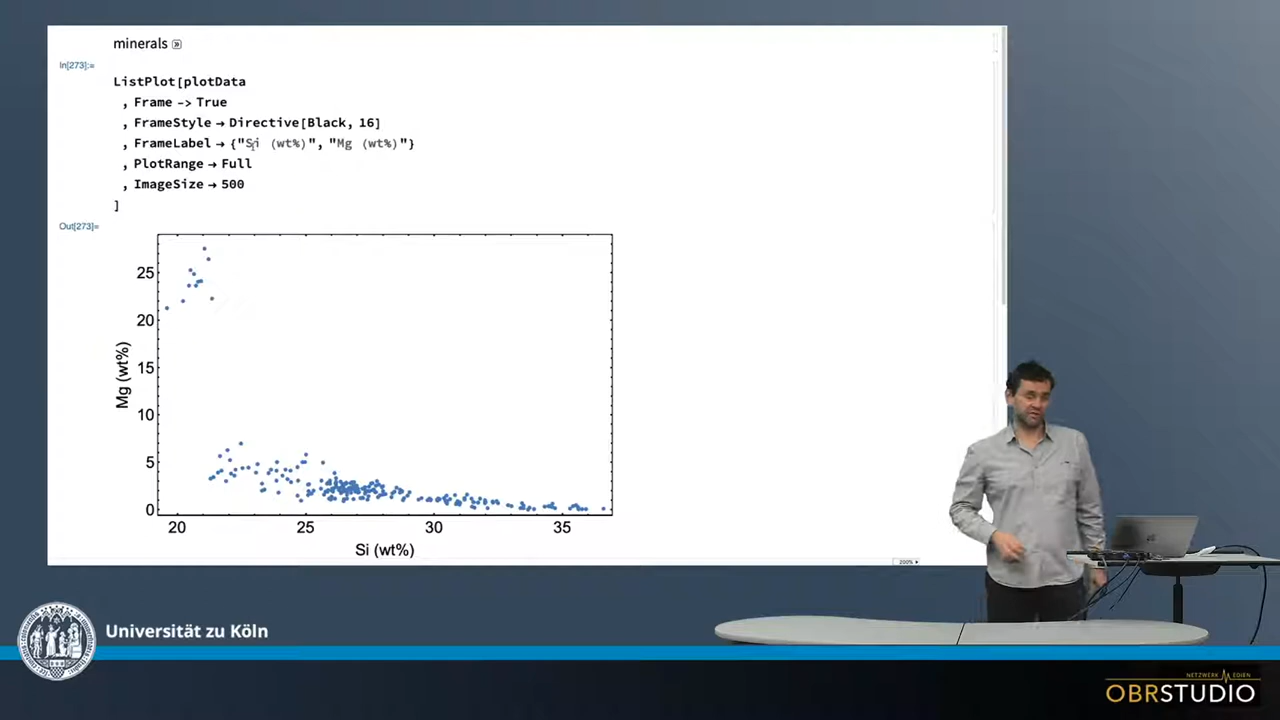 minerals
In[273]:=
ListPlot[plotData
, Frame -> True
, FrameStyle → Directive[Black, 16]
, FrameLabel → {"Si (wt%)", "Mg (wt%)"}
, PlotRange → Full
, ImageSize → 500
]
Out[273]=
25
20
15
10
5
0
Mg (wt%)
20 25 30 35
Si (wt%)
200%
Universität zu Köln
NETZWERK MEDIEN
OBRSTUDIO